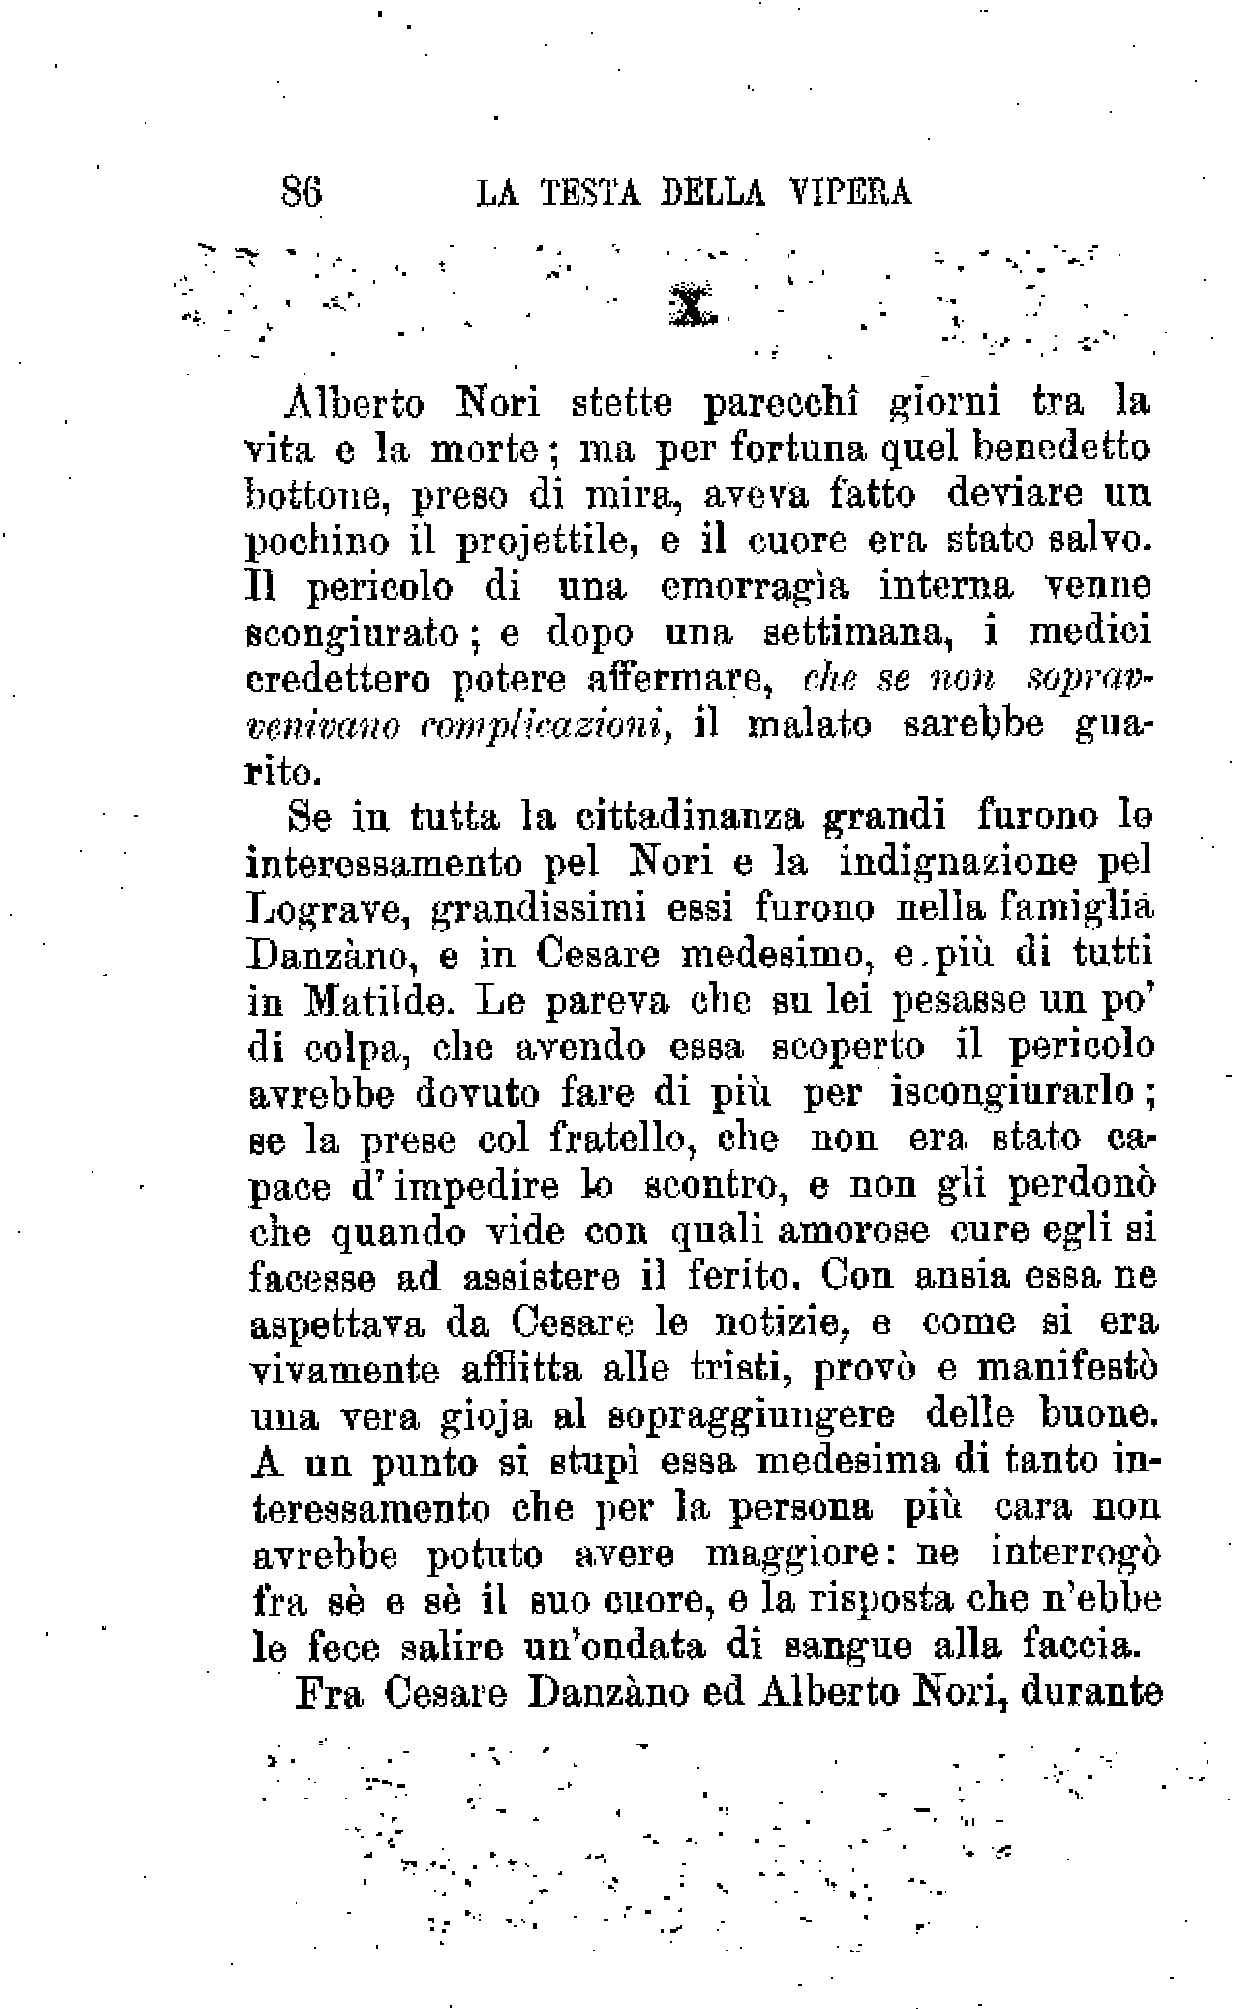 86 LA TESTA DELLA VIPERA
X
Alberto Nori stette parecchi giorni tra la
vita e la morte; ma per fortuna quel benedetto
bottone, preso di mira, aveva fatto deviare un
pochino il projettile, e il cuore era stato salvo.
Il pericolo di una emorragìa interna venne
scongiurato; e dopo una settimana, i medici
credettero potere affermare, che se non soprav-
venivano complicazioni, il malato sarebbe gua-
rito.
Se in tutta la cittadinanza grandi furono lo
interessamento pel Nori e la indignazione pel
Lograve, grandissimi essi furono nella famiglia
Danzàno, e in Cesare medesimo, e più di tutti
in Matilde. Le pareva che su lei pesasse un po'
di colpa, che avendo essa scoperto il pericolo
avrebbe dovuto fare di più per iscongiurarlo;
se la prese col fratello, che non era stato ca-
pace d'impedire lo scontro, e non gli perdonò
che quando vide con quali amorose cure egli si
facesse ad assistere il ferito. Con ansia essa ne
aspettava da Cesare le notizie, e come si era
vivamente afflitta alle tristi, provò e manifestò
una vera gioja al sopraggiungere delle buone.
A un punto si stupì essa medesima di tanto in-
teressamento che per la persona più cara non
avrebbe potuto avere maggiore: ne interrogò
fra sè e sè il suo cuore, e la risposta che n'ebbe
le fece salire un'ondata di sangue alla faccia.
Fra Cesare Danzàno ed Alberto Nori, durante